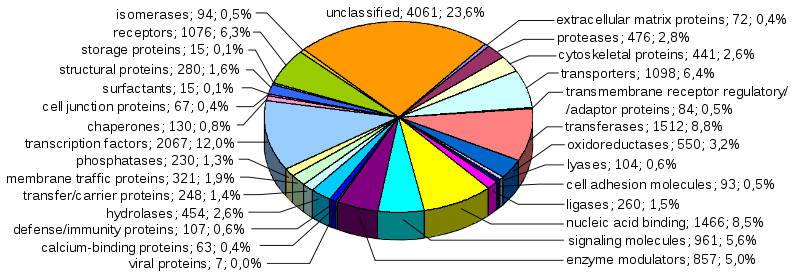 unclassified; 4061; 23,6%
extracellular matrix proteins; 72; 0,4%
proteases; 476; 2,8%
cytoskeletal proteins; 441; 2,6%
transporters; 1098; 6,4%
transmembrane receptor regulatory/
/adaptor proteins; 84; 0,5%
transferases; 1512; 8,8%
oxidoreductases; 550; 3,2%
lyases; 104; 0,6%
cell adhesion molecules; 93; 0,5%
ligases; 260; 1,5%
nucleic acid binding; 1466; 8,5%
signaling molecules; 961; 5,6%
enzyme modulators; 857; 5,0%
isomerases; 94; 0,5%
receptors; 1076; 6,3%
storage proteins; 15; 0,1%
structural proteins; 280; 1,6%
surfactants; 15; 0,1%
cell junction proteins; 67; 0,4%
chaperones; 130; 0,8%
transcription factors; 2067; 12,0%
phosphatases; 230; 1,3%
membrane traffic proteins; 321; 1,9%
transfer/carrier proteins; 248; 1,4%
hydrolases; 454; 2,6%
defense/immunity proteins; 107; 0,6%
calcium-binding proteins; 63; 0,4%
viral proteins; 7; 0,0%